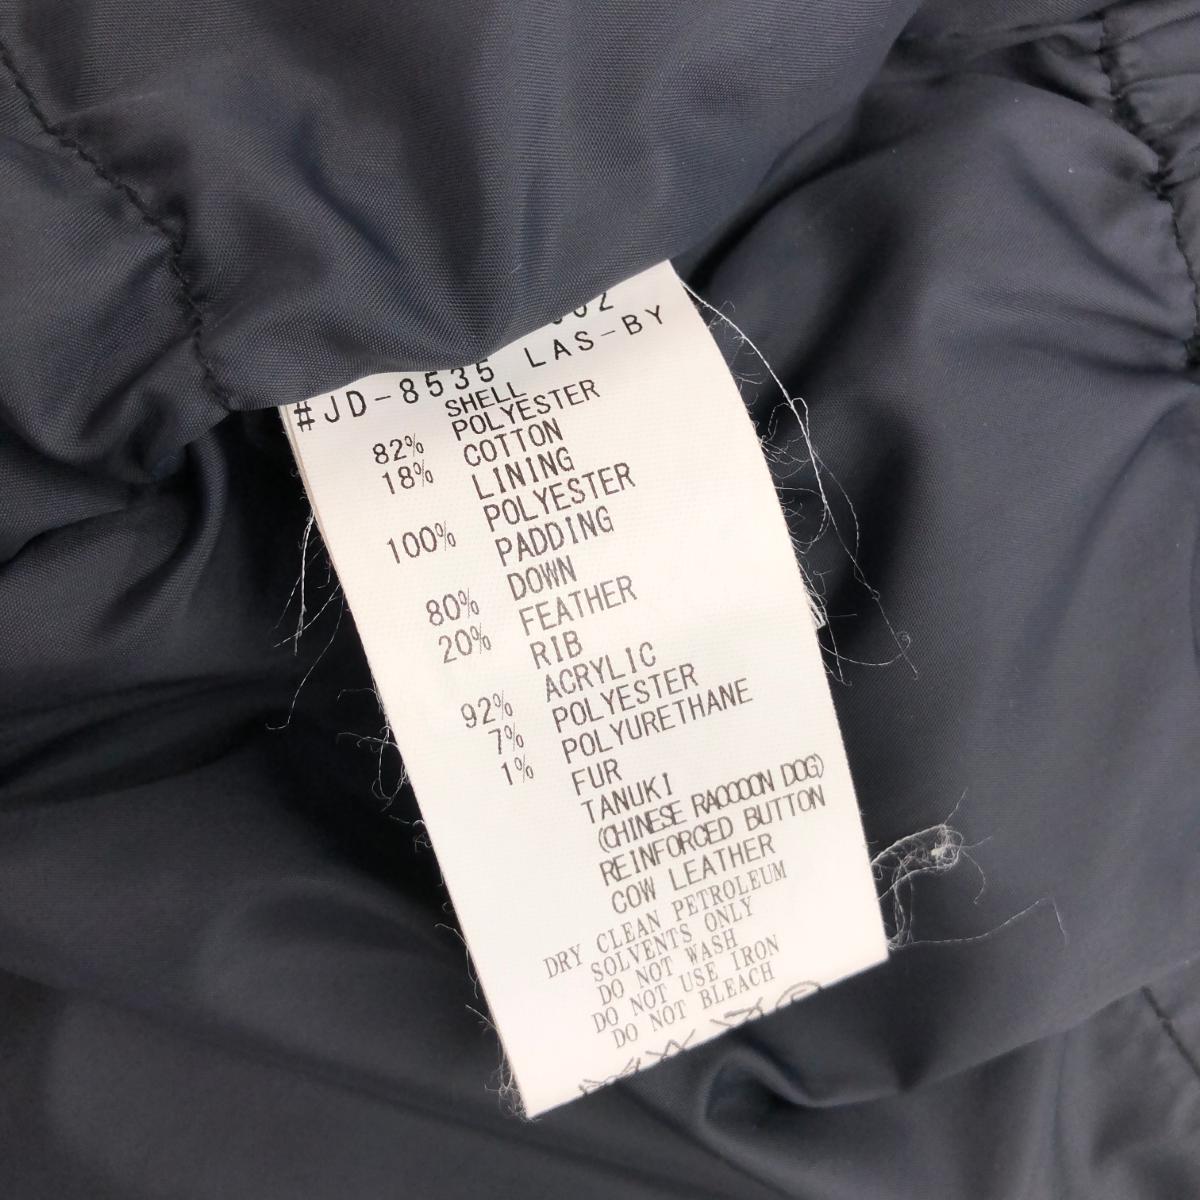 #JD-8535 LAS-BY
SHELL
82% POLYESTER
18% COTTON
LINING
100% POLYESTER
PADDING
80% DOWN
20% FEATHER
RIB
92% ACRYLIC
7% POLYESTER
1% POLYURETHANE
FUR
TANUKI
(CHINESE RACCOON DOG)
REINFORCED BUTTON
COW LEATHER
DRY CLEAN PETROLEUM
SOLVENTS ONLY
DO NOT WASH
DO NOT USE IRON
DO NOT BLEACH